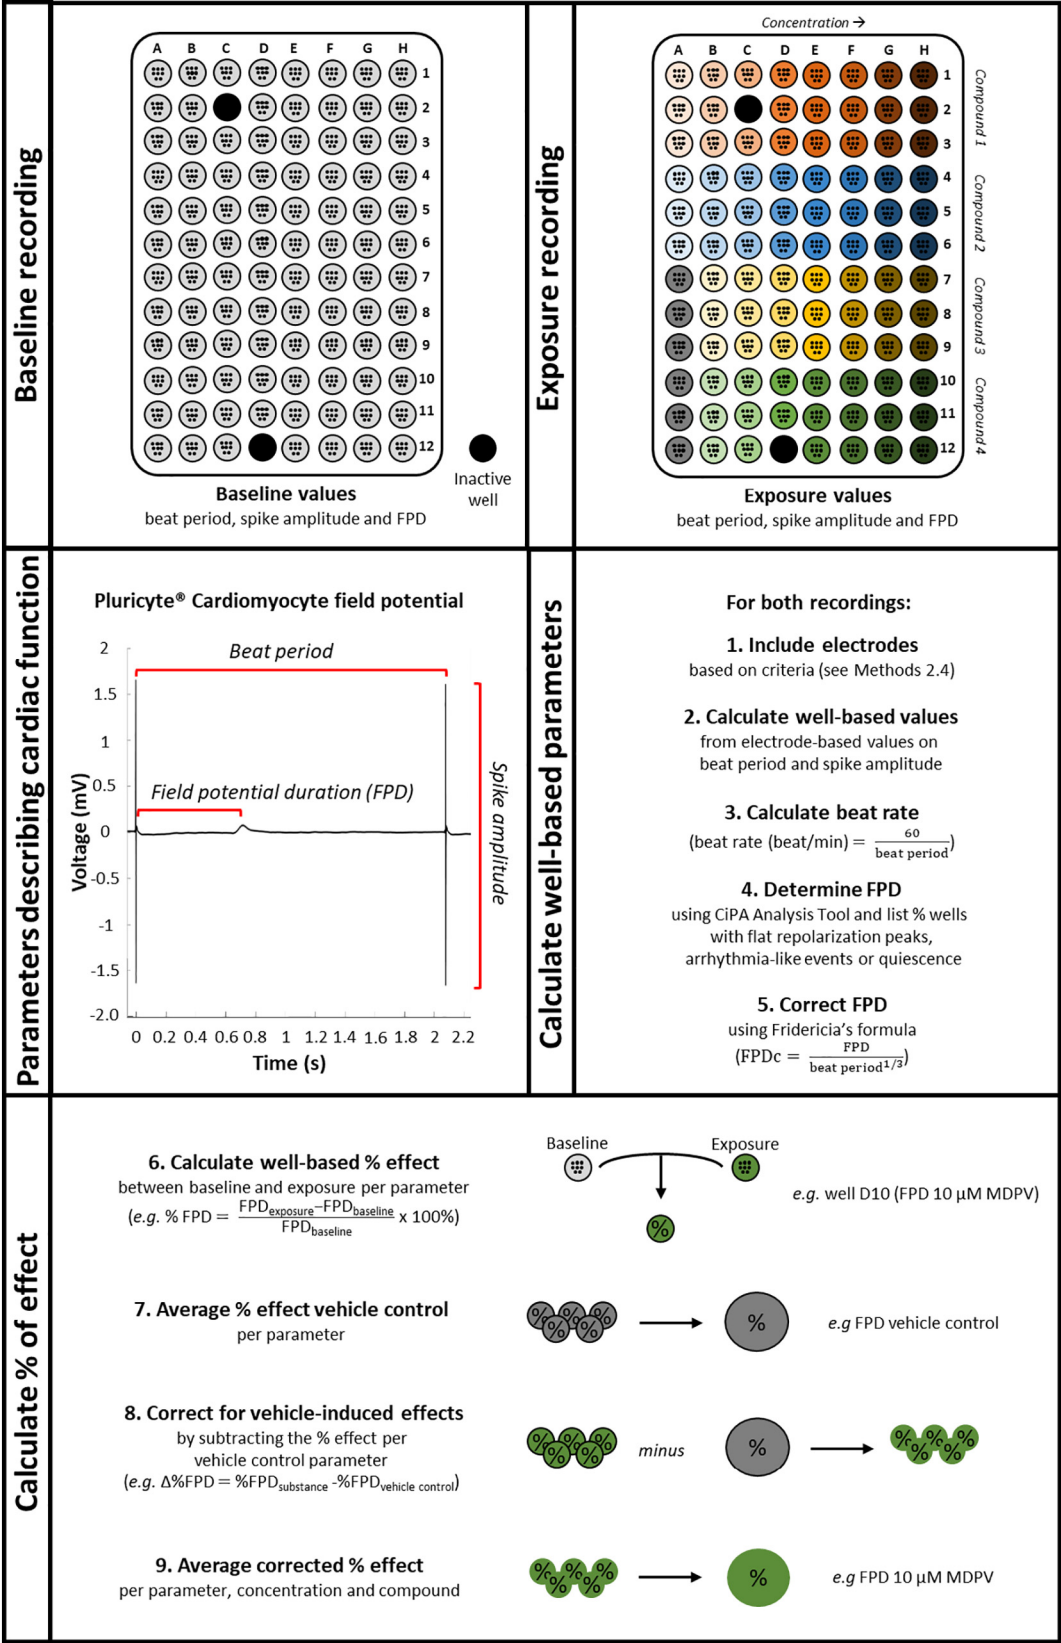 Baseline recording
A B C D E F G H
1
2
3
4
5
6
7
8
9
10
11
12
Inactive
well
Baseline values
beat period, spike amplitude and FPD
Exposure recording
Concentration →
A B C D E F G H
1
2
3
4
5
6
7
8
9
10
11
12
Compound 1
Compound 2
Compound 3
Compound 4
Exposure values
beat period, spike amplitude and FPD
Parameters describing cardiac function
Pluricyte® Cardiomyocyte field potential
Beat period
Field potential duration (FPD)
Spike amplitude
Voltage (mV)
2
1.5
1
0.5
0
-0.5
-1
-1.5
-2.0
0 0.2 0.4 0.6 0.8 1 1.2 1.4 1.6 1.8 2 2.2
Time (s)
Calculate well-based parameters
For both recordings:
1. Include electrodes
based on criteria (see Methods 2.4)
2. Calculate well-based values
from electrode-based values on
beat period and spike amplitude
3. Calculate beat rate
(beat rate (beat/min) = 60 / beat period)
4. Determine FPD
using CiPA Analysis Tool and list % wells
with flat repolarization peaks,
arrhythmia-like events or quiescence
5. Correct FPD
using Fridericia's formula
(FPDc = FPD / beat period^1/3)
Calculate % of effect
6. Calculate well-based % effect
between baseline and exposure per parameter
(e.g. % FPD = FPDexposure−FPDbaseline / FPDbaseline x 100%)
Baseline
Exposure
%
e.g. well D10 (FPD 10 µM MDPV)
7. Average % effect vehicle control
per parameter
% % % % %
%
e.g FPD vehicle control
8. Correct for vehicle-induced effects
by subtracting the % effect per
vehicle control parameter
(e.g. Δ%FPD = %FPDsubstance -%FPDvehicle control)
% % % % %
minus
%
% % % % %
9. Average corrected % effect
per parameter, concentration and compound
% % % % %
%
e.g FPD 10 µM MDPV